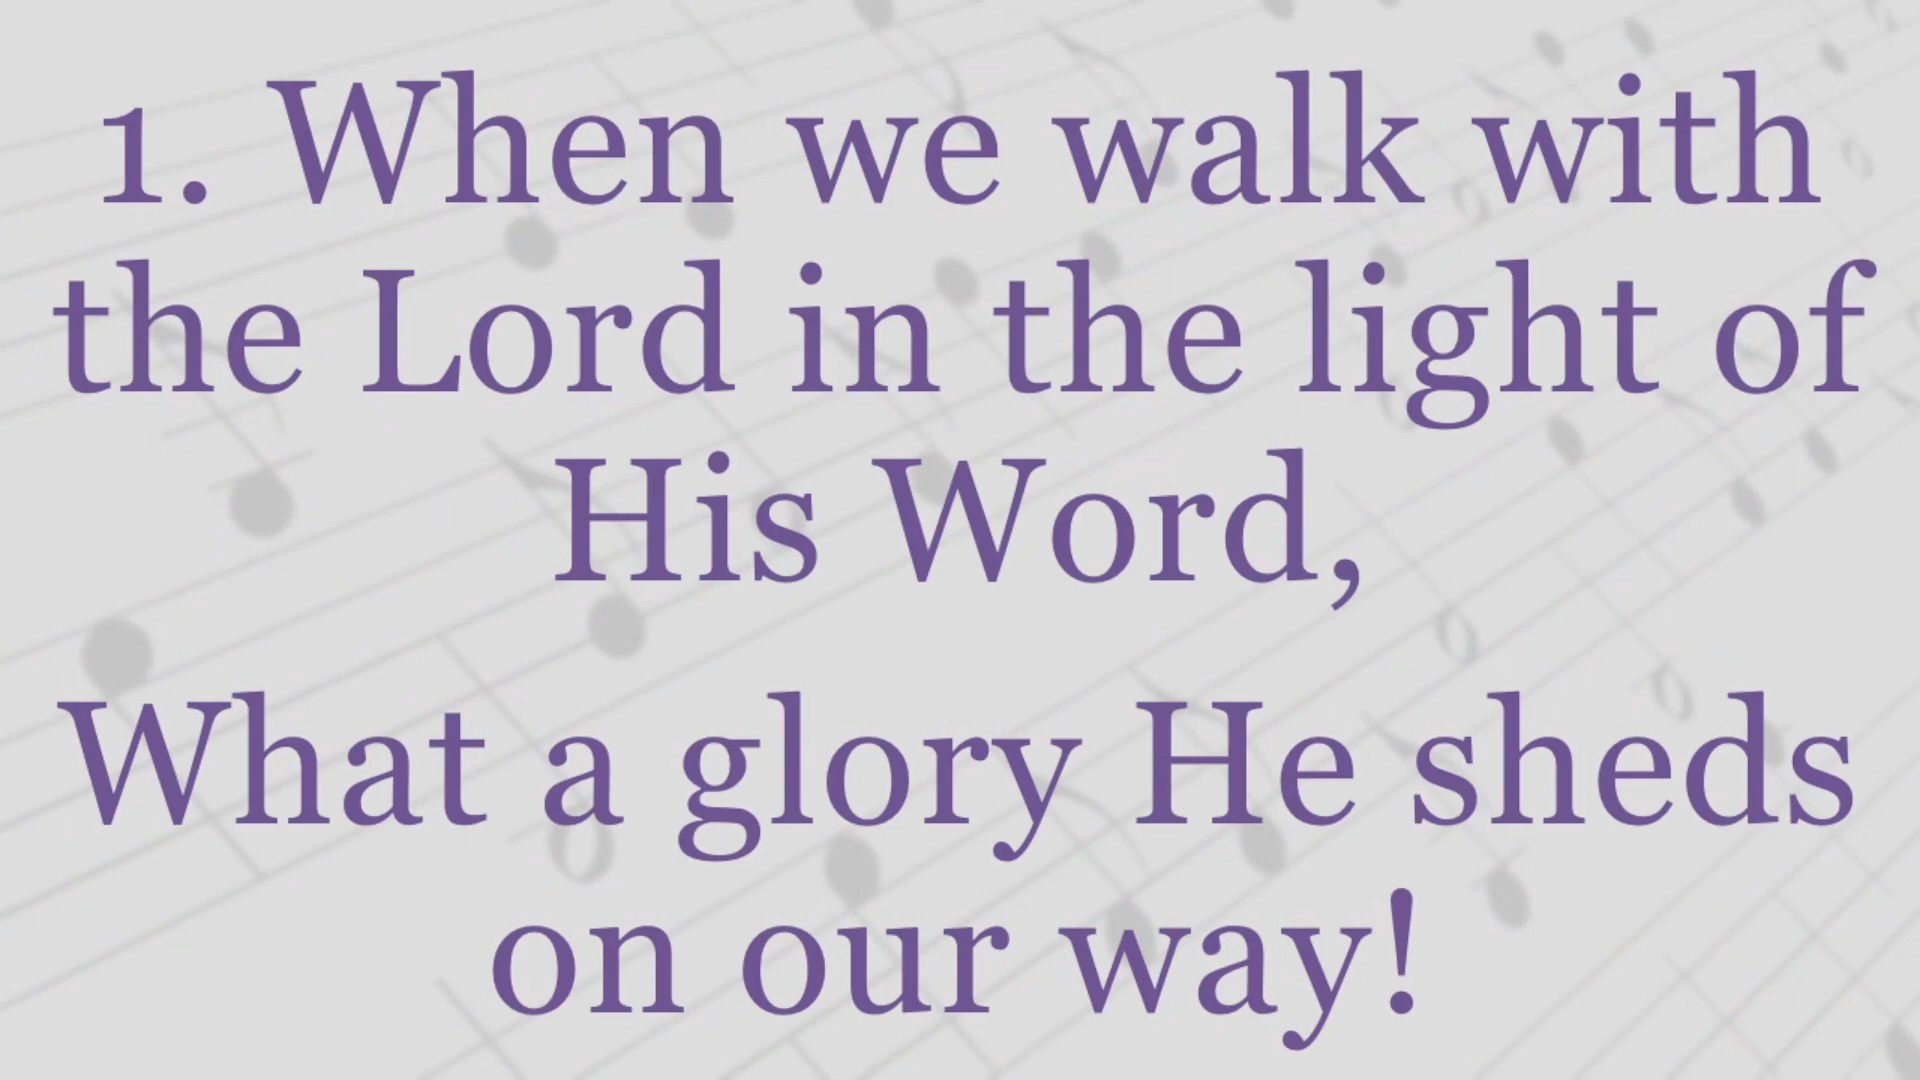 1. When we walk with
the Lord in the light of
His Word,
What a glory He sheds
on our way!